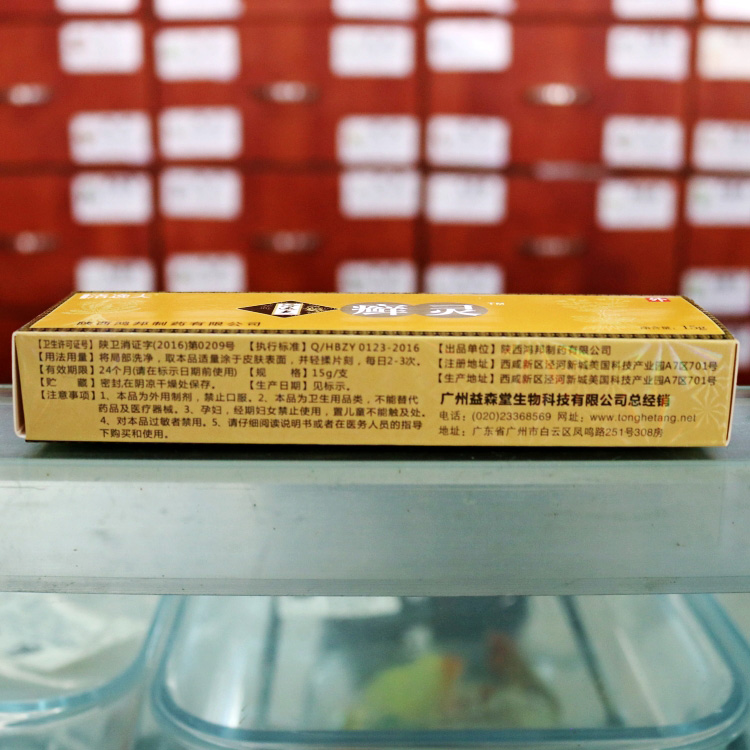 癣灵™
陕西鸿邦制药有限公司
【卫生许可证号】陕卫消证字(2016)第0209号 【执行标准】Q/HBZY 0123-2016
【用法用量】将局部洗净，取本品适量涂于皮肤表面，并轻揉片刻，每日2-3次。
【有效期限】24个月(请在标示日期前使用) 【规 格】15g/支
【贮 藏】密封，在阴凉干燥处保存。 【生产日期】见标示。
【注意事项】1、本品为外用制剂，禁止口服。2、本品为卫生用品类，不能替代
药品及医疗器械。3、孕妇，经期妇女禁止使用，置儿童不能触及处。
4、对本品过敏者禁用。5、请仔细阅读说明书或者在医务人员的指导
下购买和使用。
【出品单位】陕西鸿邦制药有限公司
【注册地址】西咸新区泾河新城美国科技产业园A7区701号
【生产地址】西咸新区泾河新城美国科技产业园A7区701号
广州益森堂生物科技有限公司总经销
电话：(020)23368569 网址：www.tonghetang.net
地址：广东省广州市白云区凤鸣路251号308房